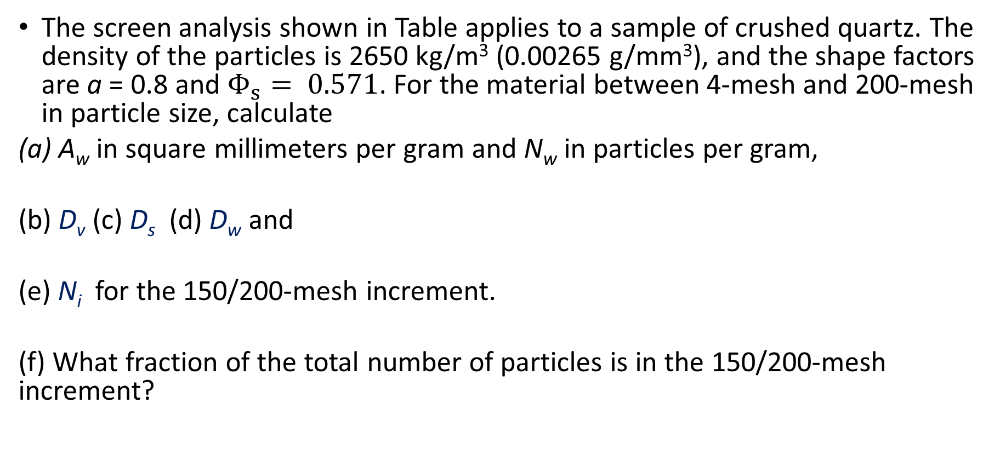 • The screen analysis shown in Table applies to a sample of crushed quartz. The
density of the particles is 2650 kg/m³ (0.00265 g/mm³), and the shape factors
are a = 0.8 and Φₛ = 0.571. For the material between 4-mesh and 200-mesh
in particle size, calculate
(a) A_w in square millimeters per gram and N_w in particles per gram,
(b) D_v (c) D_s (d) D_w and
(e) N_i for the 150/200-mesh increment.
(f) What fraction of the total number of particles is in the 150/200-mesh
increment?